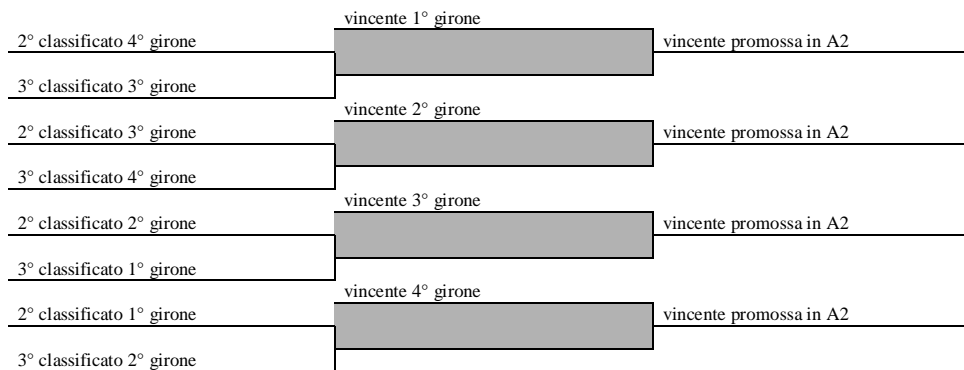 vincente 1° girone
2° classificato 4° girone
vincente promossa in A2
3° classificato 3° girone
vincente 2° girone
2° classificato 3° girone
vincente promossa in A2
3° classificato 4° girone
vincente 3° girone
2° classificato 2° girone
vincente promossa in A2
3° classificato 1° girone
vincente 4° girone
2° classificato 1° girone
vincente promossa in A2
3° classificato 2° girone